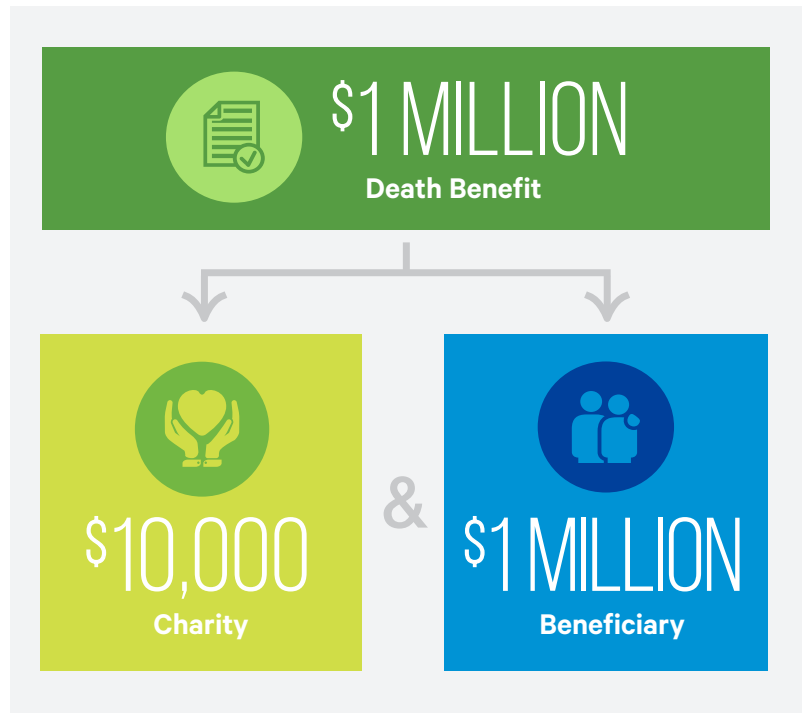 $1 MILLION
Death Benefit
$10,000
Charity
&
$1 MILLION
Beneficiary